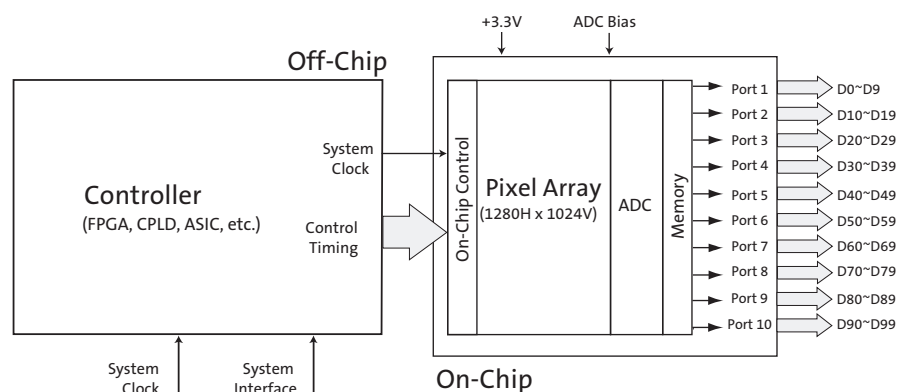 +3.3V
ADC Bias
Off-Chip
System
Clock
Controller
(FPGA, CPLD, ASIC, etc.)
Control
Timing
On-Chip Control
Pixel Array
(1280H x 1024V)
ADC
Memory
Port 1
D0~D9
Port 2
D10~D19
Port 3
D20~D29
Port 4
D30~D39
Port 5
D40~D49
Port 6
D50~D59
Port 7
D60~D69
Port 8
D70~D79
Port 9
D80~D89
Port 10
D90~D99
System
Clock
System
Interface
On-Chip